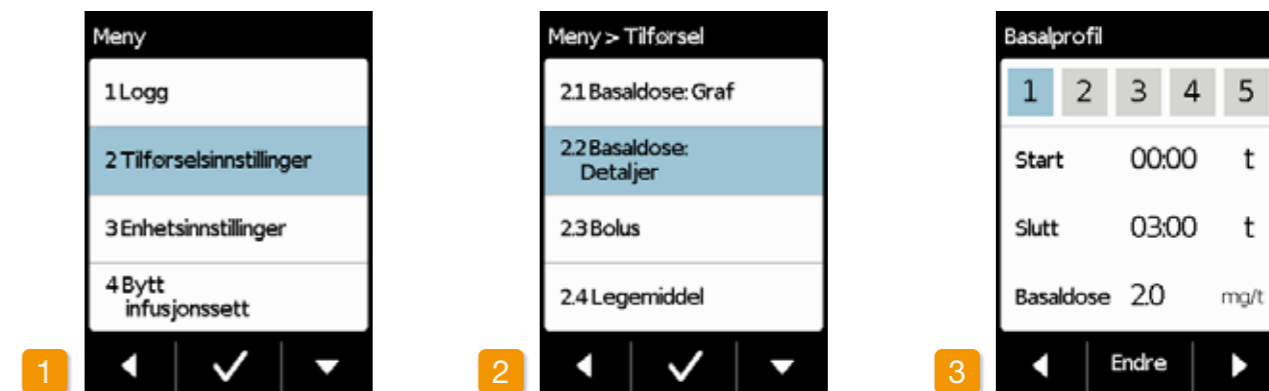 Meny
1 Logg
2 Tilførselsinnstillinger
3 Enhetsinnstillinger
4 Bytt
infusjonssett
1
Meny > Tilførsel
2.1 Basaldose: Graf
2.2 Basaldose:
Detaljer
2.3 Bolus
2.4 Legemiddel
2
Basalprofil
1 2 3 4 5
Start 00:00 t
Slutt 03:00 t
Basaldose 2.0 mg/t
Endre
3